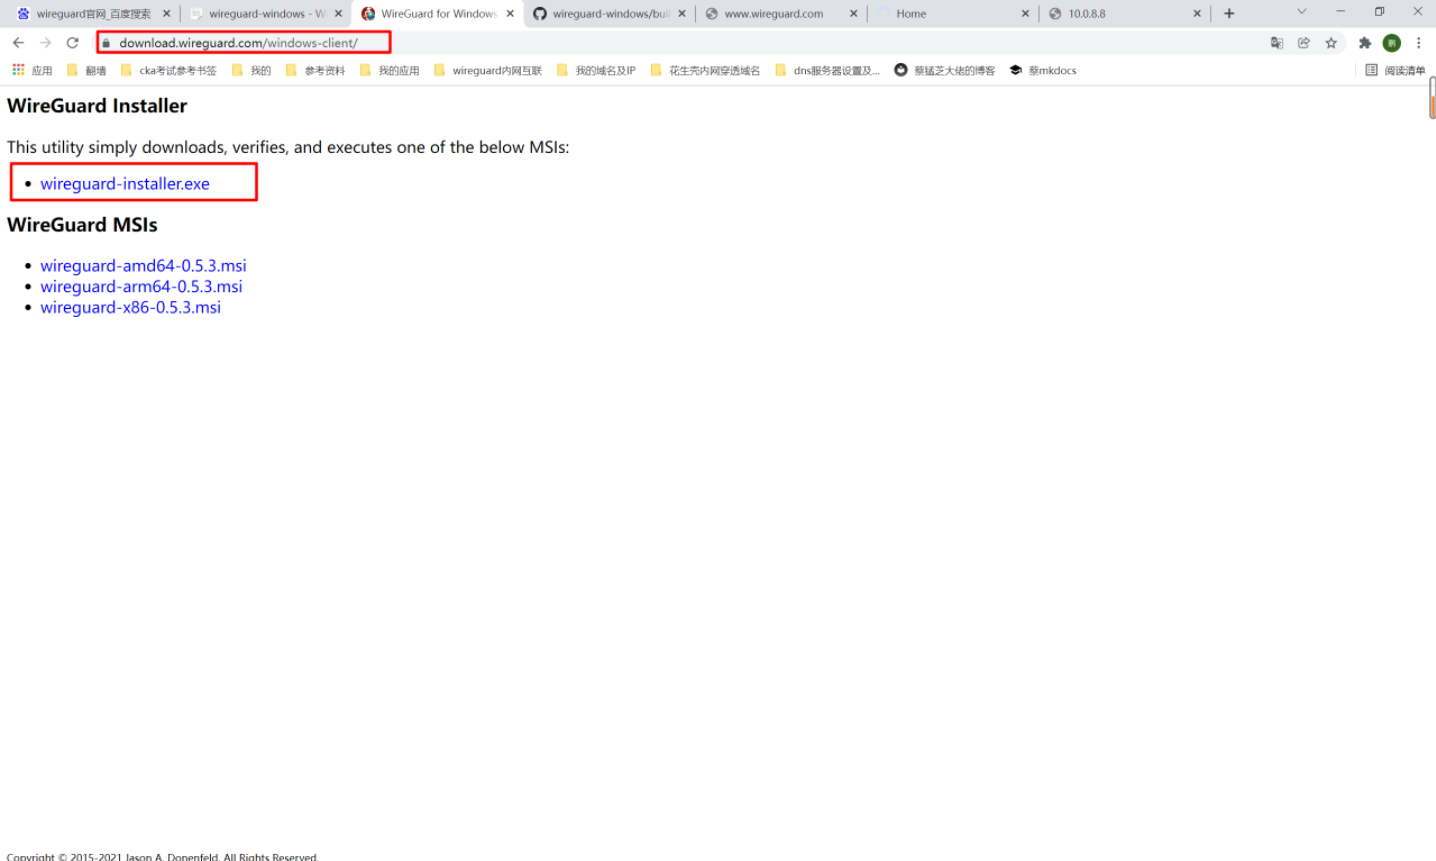 wireguard官网_百度搜索
wireguard-windows - W
WireGuard for Windows
wireguard-windows/buil
www.wireguard.com
Home
10.0.8.8
download.wireguard.com/windows-client/
鹏
应用
翻墙
cka考试参考书签
我的
参考资料
我的应用
wireguard内网互联
我的域名及IP
花生壳内网穿透域名
dns服务器设置及...
蔡猛芝大佬的博客
蔡mkdocs
阅读清单
WireGuard Installer
This utility simply downloads, verifies, and executes one of the below MSIs:
wireguard-installer.exe
WireGuard MSIs
wireguard-amd64-0.5.3.msi
wireguard-arm64-0.5.3.msi
wireguard-x86-0.5.3.msi
Copyright © 2015-2021 Jason A. Donenfeld. All Rights Reserved.